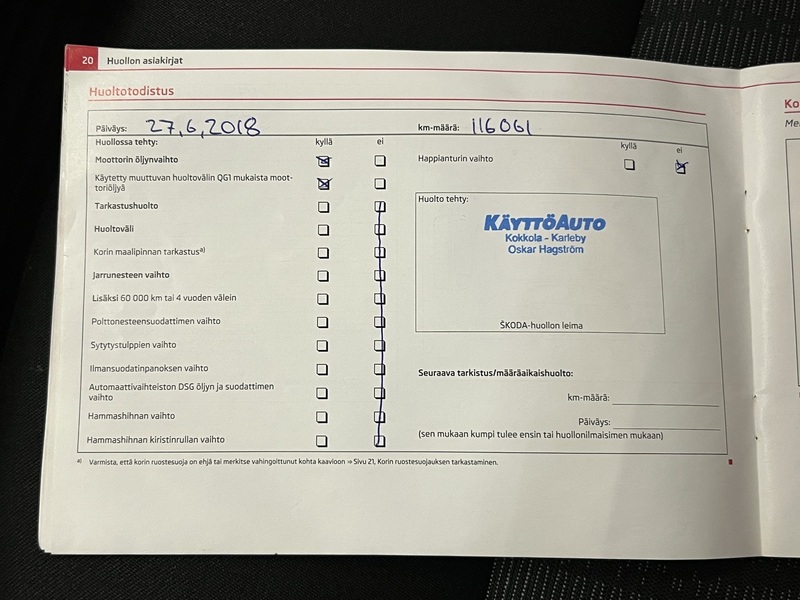 20 Huollon asiakirjat
Huoltotodistus
Päiväys: 27,6,2018
km-määrä: 116061
Huollossa tehty: kyllä ei
kyllä ei
Moottorin öljynvaihto
Happianturin vaihto
Käytetty muuttuvan huoltovälin QG1 mukaista moot-
toriöljyä
Tarkastushuolto
Huoltoväli
Korin maalipinnan tarkastus a)
Jarrunesteen vaihto
Lisäksi 60 000 km tai 4 vuoden välein
Polttonesteensuodattimen vaihto
Sytytystulppien vaihto
Ilmansuodatinpanoksen vaihto
Automaattivaihteiston DSG öljyn ja suodattimen
vaihto
Hammashihnan vaihto
Hammashihnan kiristinrullan vaihto
Huolto tehty:
KÄYTTÖAUTO
Kokkola - Karleby
Oskar Hagström
ŠKODA-huollon leima
Seuraava tarkistus/määräaikaishuolto:
km-määrä:
Päiväys:
(sen mukaan kumpi tulee ensin tai huollonilmaisimen mukaan)
a) Varmista, että korin ruostesuoja on ehjä tai merkitse vahingoittunut kohta kaavioon ⇒ Sivu 21, Korin ruostesuojauksen tarkastaminen.
Ko
Me